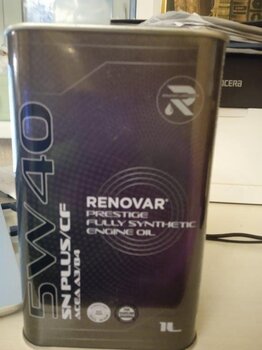 RENOVAR
PRESTIGE
FULLY SYNTHETIC
ENGINE OIL
5W40
SN PLUS/CF
ACEA A3/B4
1L